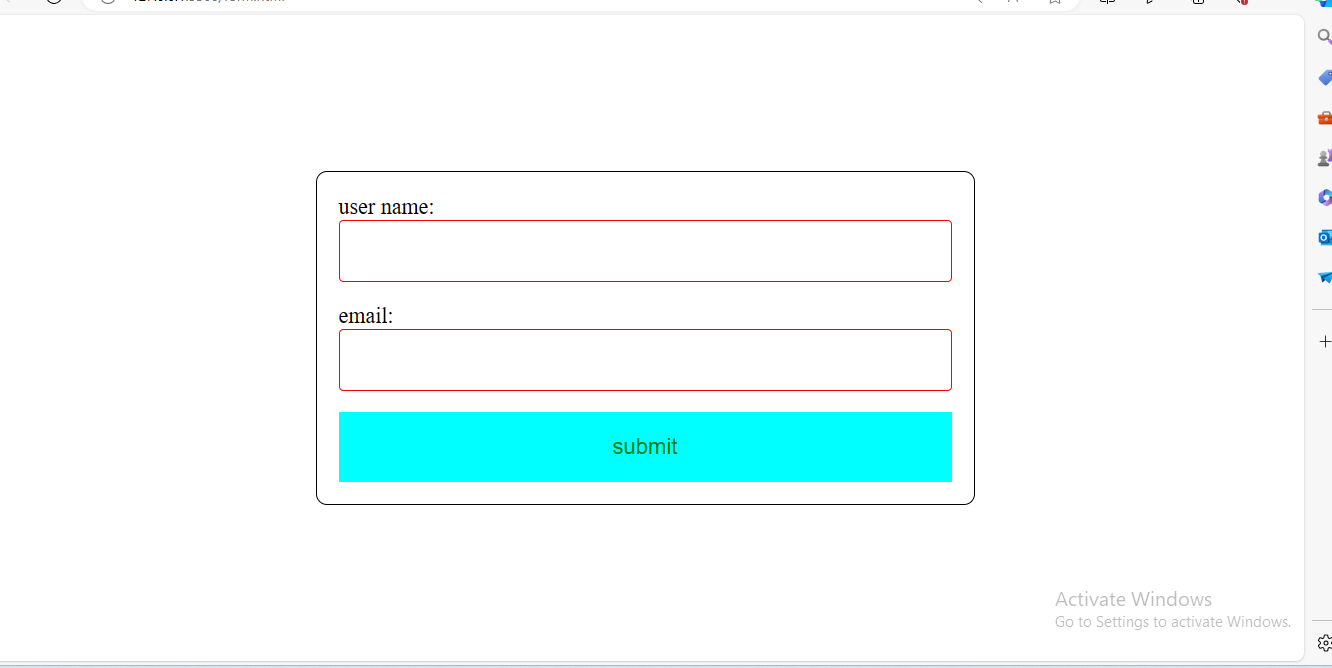 user name:
email:
submit
Activate Windows
Go to Settings to activate Windows.